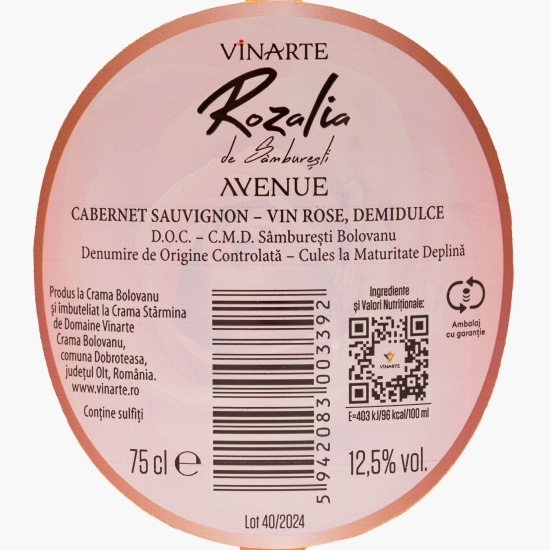 VINARTE
Rozalia
de Sâmburești
AVENUE
CABERNET SAUVIGNON – VIN ROSE, DEMIDULCE
D.O.C. – C.M.D. Sâmburești Bolovanu
Denumire de Origine Controlată – Cules la Maturitate Deplină
Produs la Crama Bolovanu
și îmbuteliat la Crama Stârmina
de Domaine Vinarte
Crama Bolovanu,
comuna Dobroteasa,
județul Olt, România.
www.vinarte.ro
Conține sulfiți
75 cl e
5 942083 003392
Ingrediente
și Valori Nutriționale:
VINARTE
E=403 kJ/96 kcal/100 ml
12,5% vol.
Ambalaj
cu garanție
Lot 40/2024